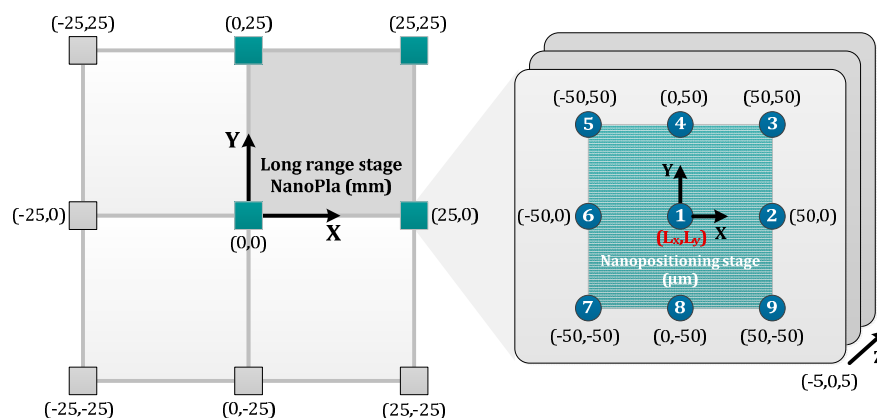 (-25,25)
(0,25)
(25,25)
Y
Long range stage
NanoPla (mm)
(-25,0)
X
(25,0)
(0,0)
(-25,-25)
(0,-25)
(25,-25)
(-50,50)
(0,50)
(50,50)
5
4
3
Y
(-50,0)
6
1
2
(50,0)
X
(Lx,Ly)
Nanopositioning stage
(μm)
7
8
9
(-50,-50)
(0,-50)
(50,-50)
Z
(-5,0,5)